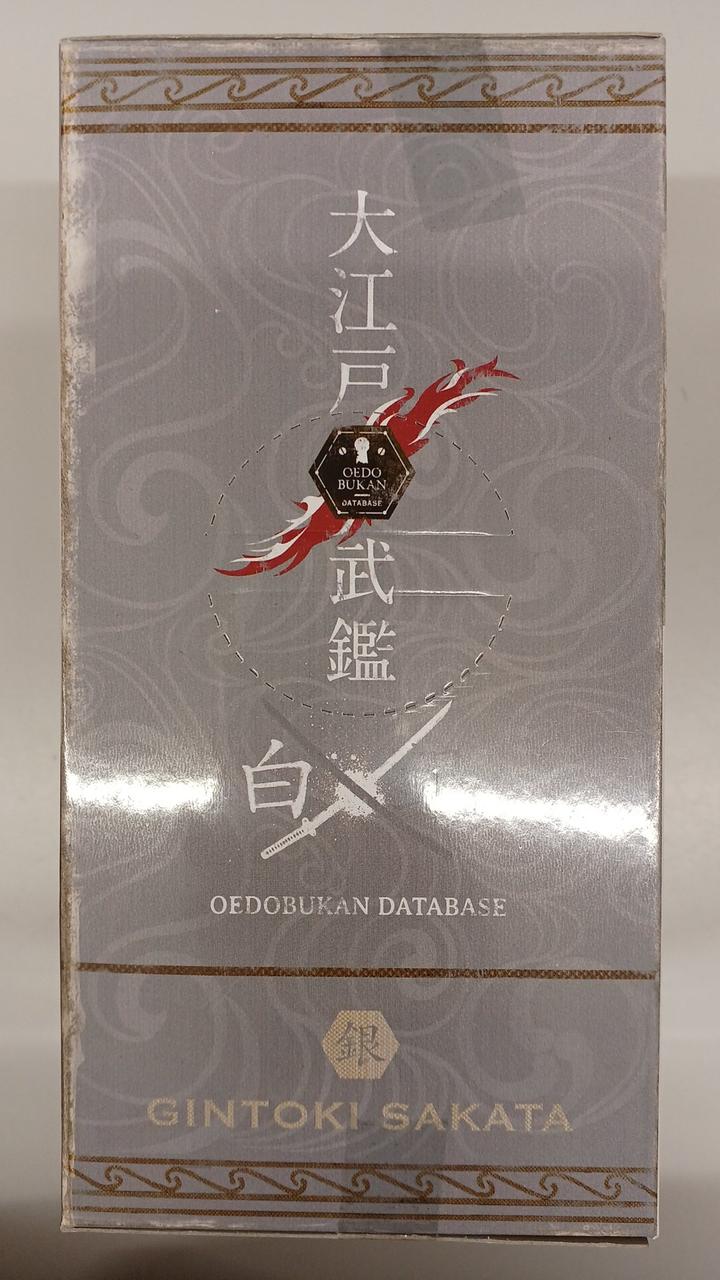 大江戸
OEDO
BUKAN
DATABASE
武鑑
白
OEDOBUKAN DATABASE
銀
GINTOKI SAKATA